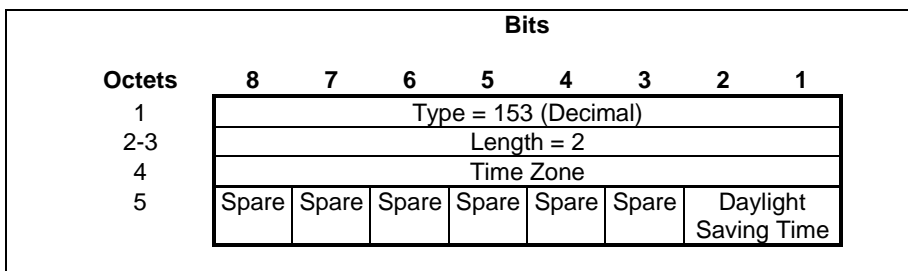 Bits
Octets 8 7 6 5 4 3 2 1
1 Type = 153 (Decimal)
2-3 Length = 2
4 Time Zone
5 Spare Spare Spare Spare Spare Spare Daylight
Saving Time